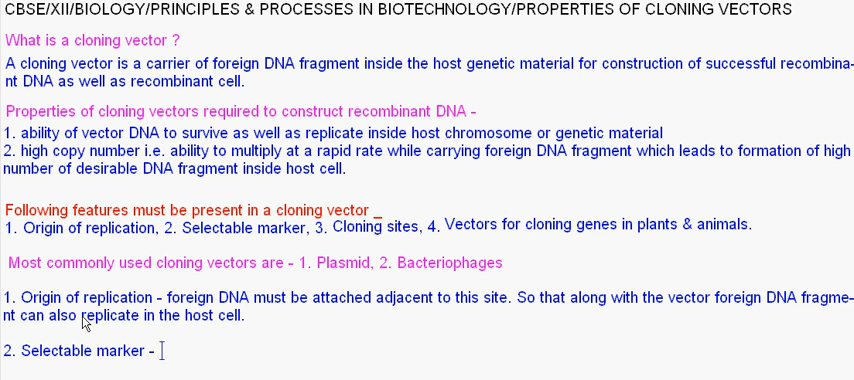 CBSE/XII/BIOLOGY/PRINCIPLES & PROCESSES IN BIOTECHNOLOGY/PROPERTIES OF CLONING VECTORS
What is a cloning vector ?
A cloning vector is a carrier of foreign DNA fragment inside the host genetic material for construction of successful recombina-
nt DNA as well as recombinant cell.
Properties of cloning vectors required to construct recombinant DNA -
1. ability of vector DNA to survive as well as replicate inside host chromosome or genetic material
2. high copy number i.e. ability to multiply at a rapid rate while carrying foreign DNA fragment which leads to formation of high
number of desirable DNA fragment inside host cell.
Following features must be present in a cloning vector _
1. Origin of replication, 2. Selectable marker, 3. Cloning sites, 4. Vectors for cloning genes in plants & animals.
Most commonly used cloning vectors are - 1. Plasmid, 2. Bacteriophages
1. Origin of replication - foreign DNA must be attached adjacent to this site. So that along with the vector foreign DNA fragme-
nt can also replicate in the host cell.
2. Selectable marker -